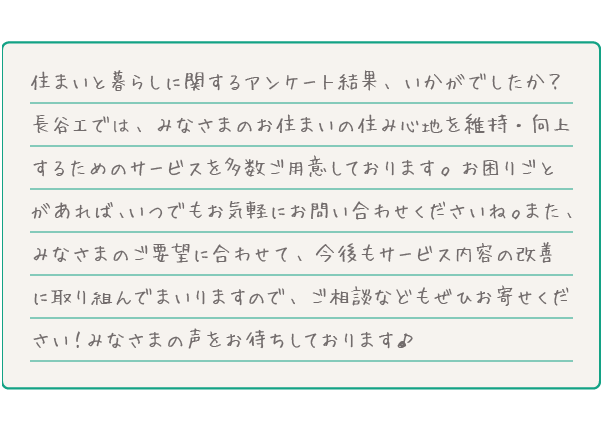 住まいと暮らしに関するアンケート結果、いかがでしたか？
長谷工では、みなさまのお住まいの住み心地を維持・向上
するためのサービスを多数ご用意しております。お困りごと
があれば、いつでもお気軽にお問い合わせくださいね。また、
みなさまのご要望に合わせて、今後もサービス内容の改善
に取り組んでまいりますので、ご相談などもぜひお寄せくだ
さい！みなさまの声をお待ちしております♪